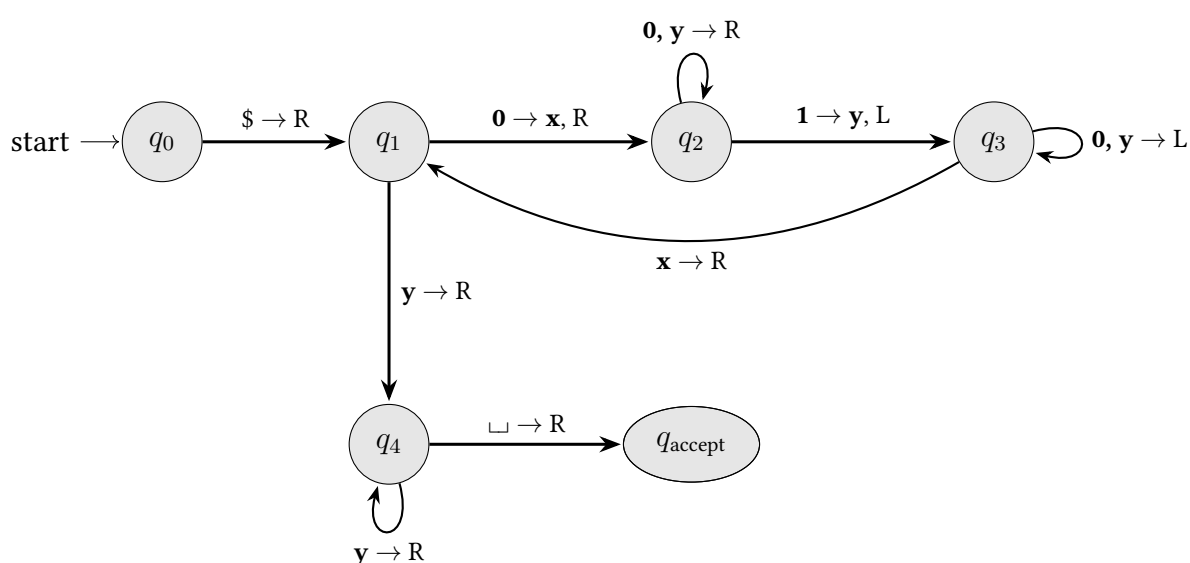 0, y → R
start
q0
$ → R
q1
0 → x, R
q2
1 → y, L
q3
0, y → L
x → R
y → R
q4
␣ → R
qaccept
y → R